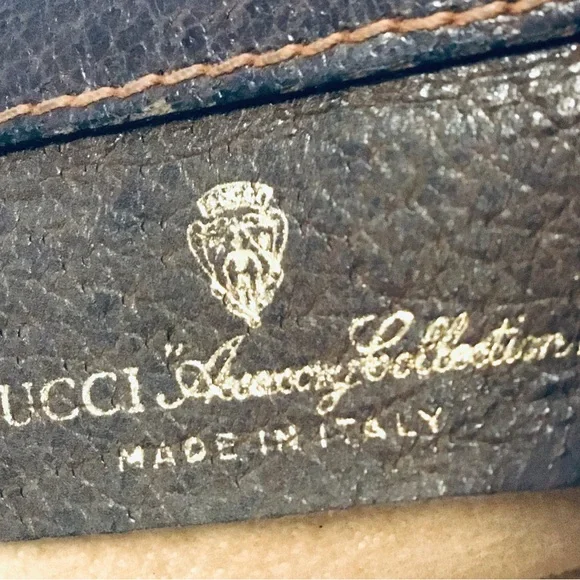 UCCI "Accessory Collection
MADE IN ITALY